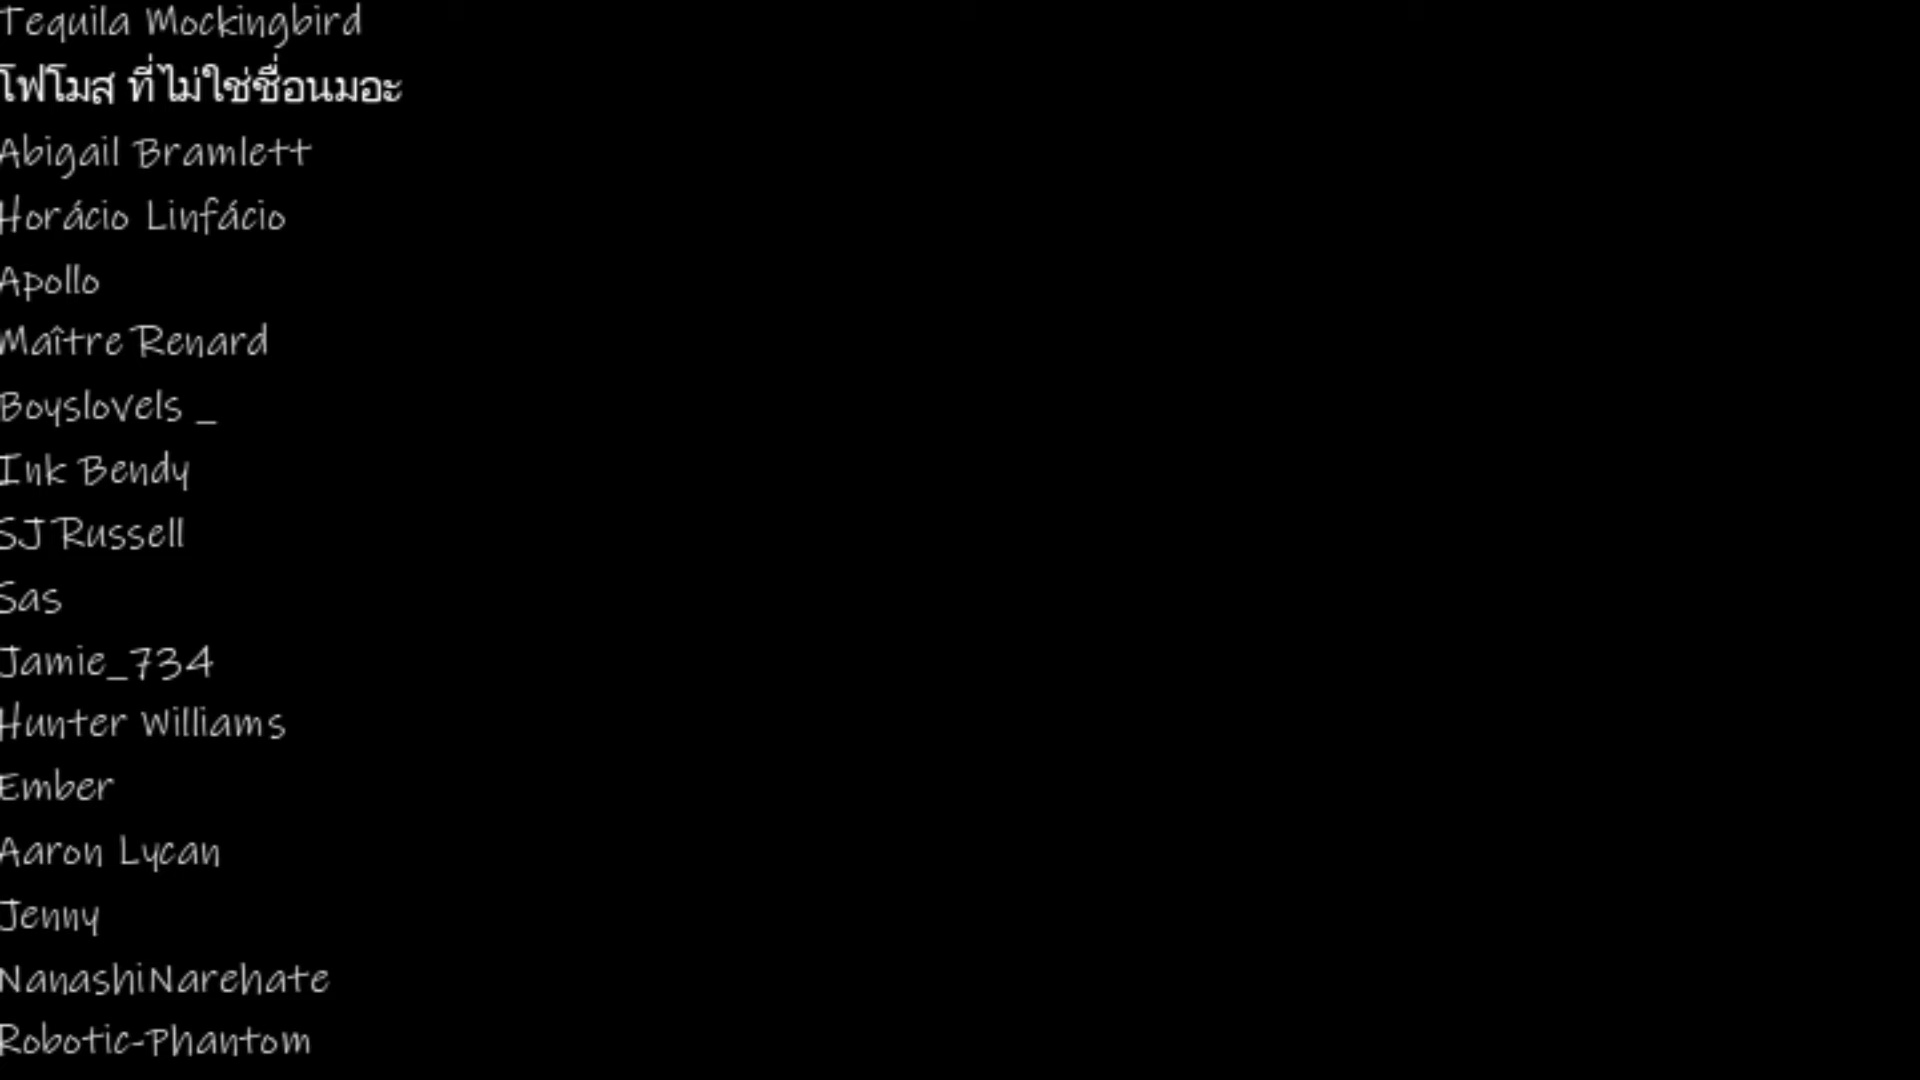 Tequila Mockingbird
โฟโมส ที่ไม่ใช่ชื่อนมอะ
Abigail Bramlett
Horácio Linfácio
Apollo
Maître Renard
Boyslovels _
Ink Bendy
SJ Russell
Sas
Jamie_734
Hunter Williams
Ember
Aaron Lycan
Jenny
NanashiNarehate
Robotic-Phantom